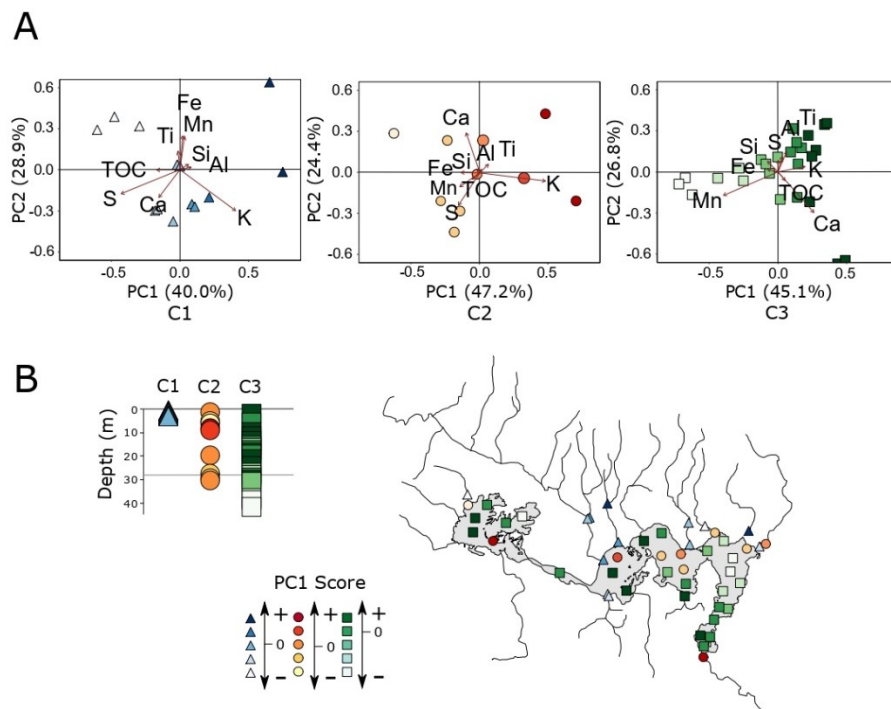 A
0.6
0.3
0.0
-0.3
-0.6
PC2 (28.9%)
Fe
Mn
Ti
Si
Al
TOC
S
Ca
K
-0.5
0.0
0.5
PC1 (40.0%)
C1
0.6
0.3
0.0
-0.3
-0.6
PC2 (24.4%)
Ca
Al
Ti
Fe
Si
Mn
TOC
S
K
-0.5
0.0
0.5
PC1 (47.2%)
C2
0.6
0.3
0.0
-0.3
-0.6
PC2 (26.8%)
Ti
Al
S
Si
Fe
K
TOC
Mn
Ca
-0.5
0.0
0.5
PC1 (45.1%)
C3
B
C1 C2 C3
Depth (m)
0
10
20
30
40
PC1 Score
+ + +
0 0 0
− − −